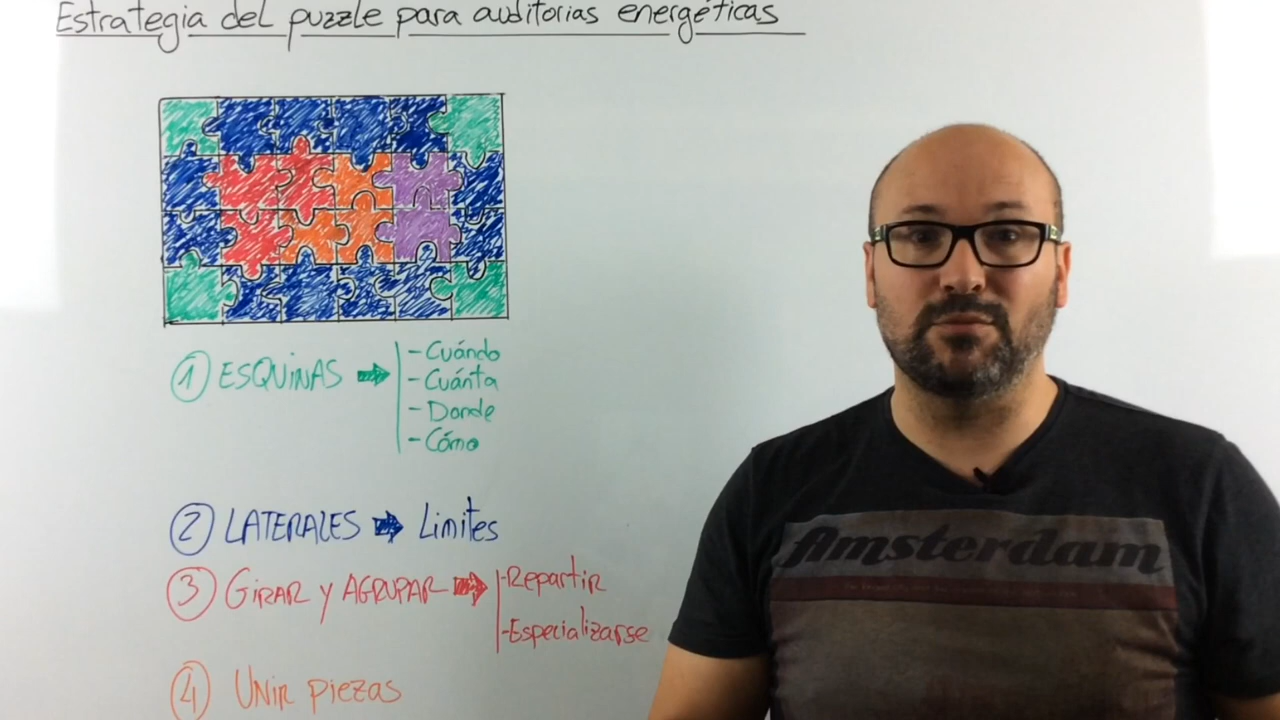 Estrategia del puzzle para auditorias energéticas
1 ESQUINAS → - Cuándo
- Cuánta
- Donde
- Cómo
2 LATERALES → Limites
3 GIRAR y AGRUPAR → - Repartir
- Especializarse
4 UNIR piezas
Amsterdam